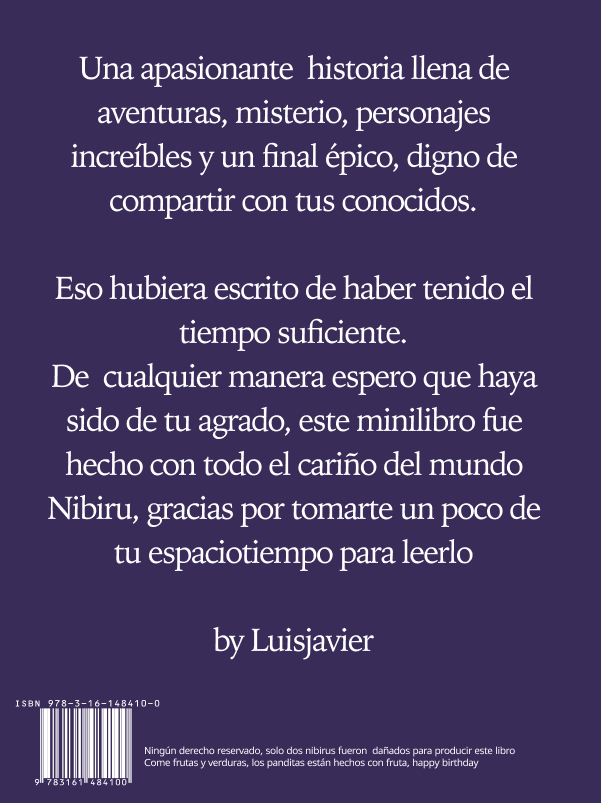 Una apasionante  historia llena de
aventuras, misterio, personajes
increíbles y un final épico, digno de
compartir con tus conocidos.
Eso hubiera escrito de haber tenido el
tiempo suficiente.
De  cualquier manera espero que haya
sido de tu agrado, este minilibro fue
hecho con todo el cariño del mundo
Nibiru, gracias por tomarte un poco de
tu espaciotiempo para leerlo
by Luisjavier
ISBN 978-3-16-148410-0
9 783161 484100
Ningún derecho reservado, solo dos nibirus fueron  dañados para producir este libro
Come frutas y verduras, los panditas están hechos con fruta, happy birthday